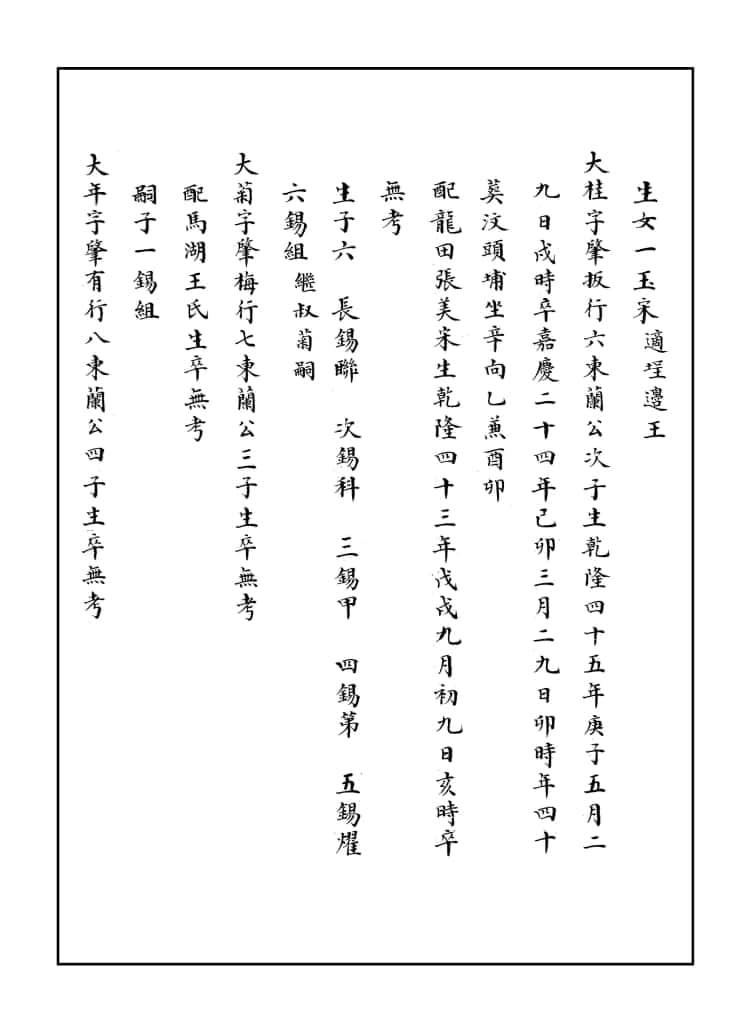 生女一玉宋適埕邊王
大桂字肇扳行六東蘭公次子生乾隆四十五年庚子五月二
九日戌時卒嘉慶二十四年己卯三月二九日卯時年四十
葬汶頭埔坐辛向乙兼酉卯
配龍田張美宋生乾隆四十三年戊戌九月初九日亥時卒
無考
生子六 長錫聯 次錫科 三錫甲 四錫第 五錫燿
六錫組 繼叔菊嗣
大菊字肇梅行七東蘭公三子生卒無考
配馬湖王氏生卒無考
嗣子一錫組
大年字肇有行八東蘭公四子生卒無考